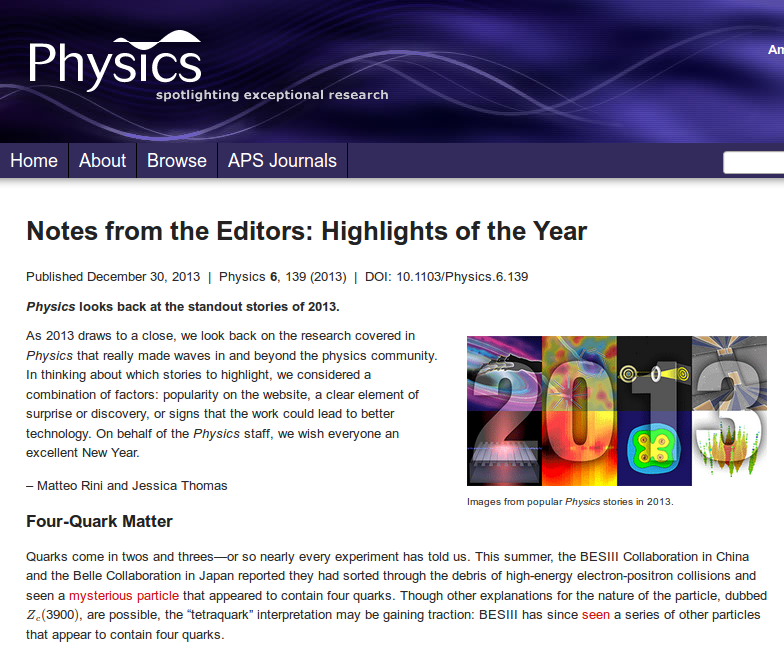 Physics
spotlighting exceptional research
Home About Browse APS Journals
Notes from the Editors: Highlights of the Year
Published December 30, 2013 | Physics 6, 139 (2013) | DOI: 10.1103/Physics.6.139
Physics looks back at the standout stories of 2013.
As 2013 draws to a close, we look back on the research covered in
Physics that really made waves in and beyond the physics community.
In thinking about which stories to highlight, we considered a
combination of factors: popularity on the website, a clear element of
surprise or discovery, or signs that the work could lead to better
technology. On behalf of the Physics staff, we wish everyone an
excellent New Year.
– Matteo Rini and Jessica Thomas
2013
Images from popular Physics stories in 2013.
Four-Quark Matter
Quarks come in twos and threes—or so nearly every experiment has told us. This summer, the BESIII Collaboration in China
and the Belle Collaboration in Japan reported they had sorted through the debris of high-energy electron-positron collisions and
seen a mysterious particle that appeared to contain four quarks. Though other explanations for the nature of the particle, dubbed
Zc(3900), are possible, the “tetraquark” interpretation may be gaining traction: BESIII has since seen a series of other particles
that appear to contain four quarks.